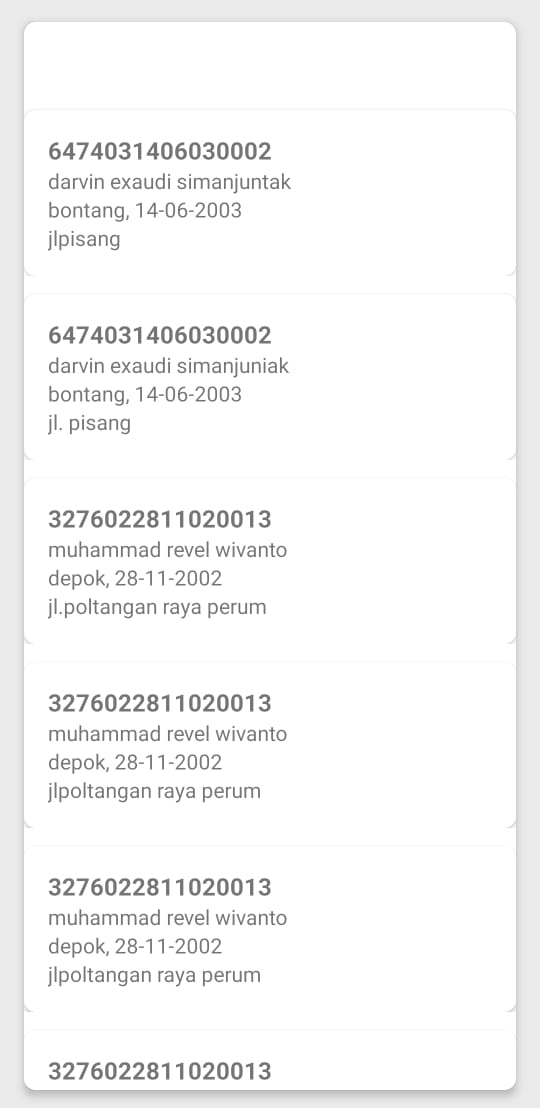 6474031406030002
darvin exaudi simanjuntak
bontang, 14-06-2003
jlpisang
6474031406030002
darvin exaudi simanjuniak
bontang, 14-06-2003
jl. pisang
3276022811020013
muhammad revel wivanto
depok, 28-11-2002
jl.poltangan raya perum
3276022811020013
muhammad revel wivanto
depok, 28-11-2002
jlpoltangan raya perum
3276022811020013
muhammad revel wivanto
depok, 28-11-2002
jlpoltangan raya perum
3276022811020013